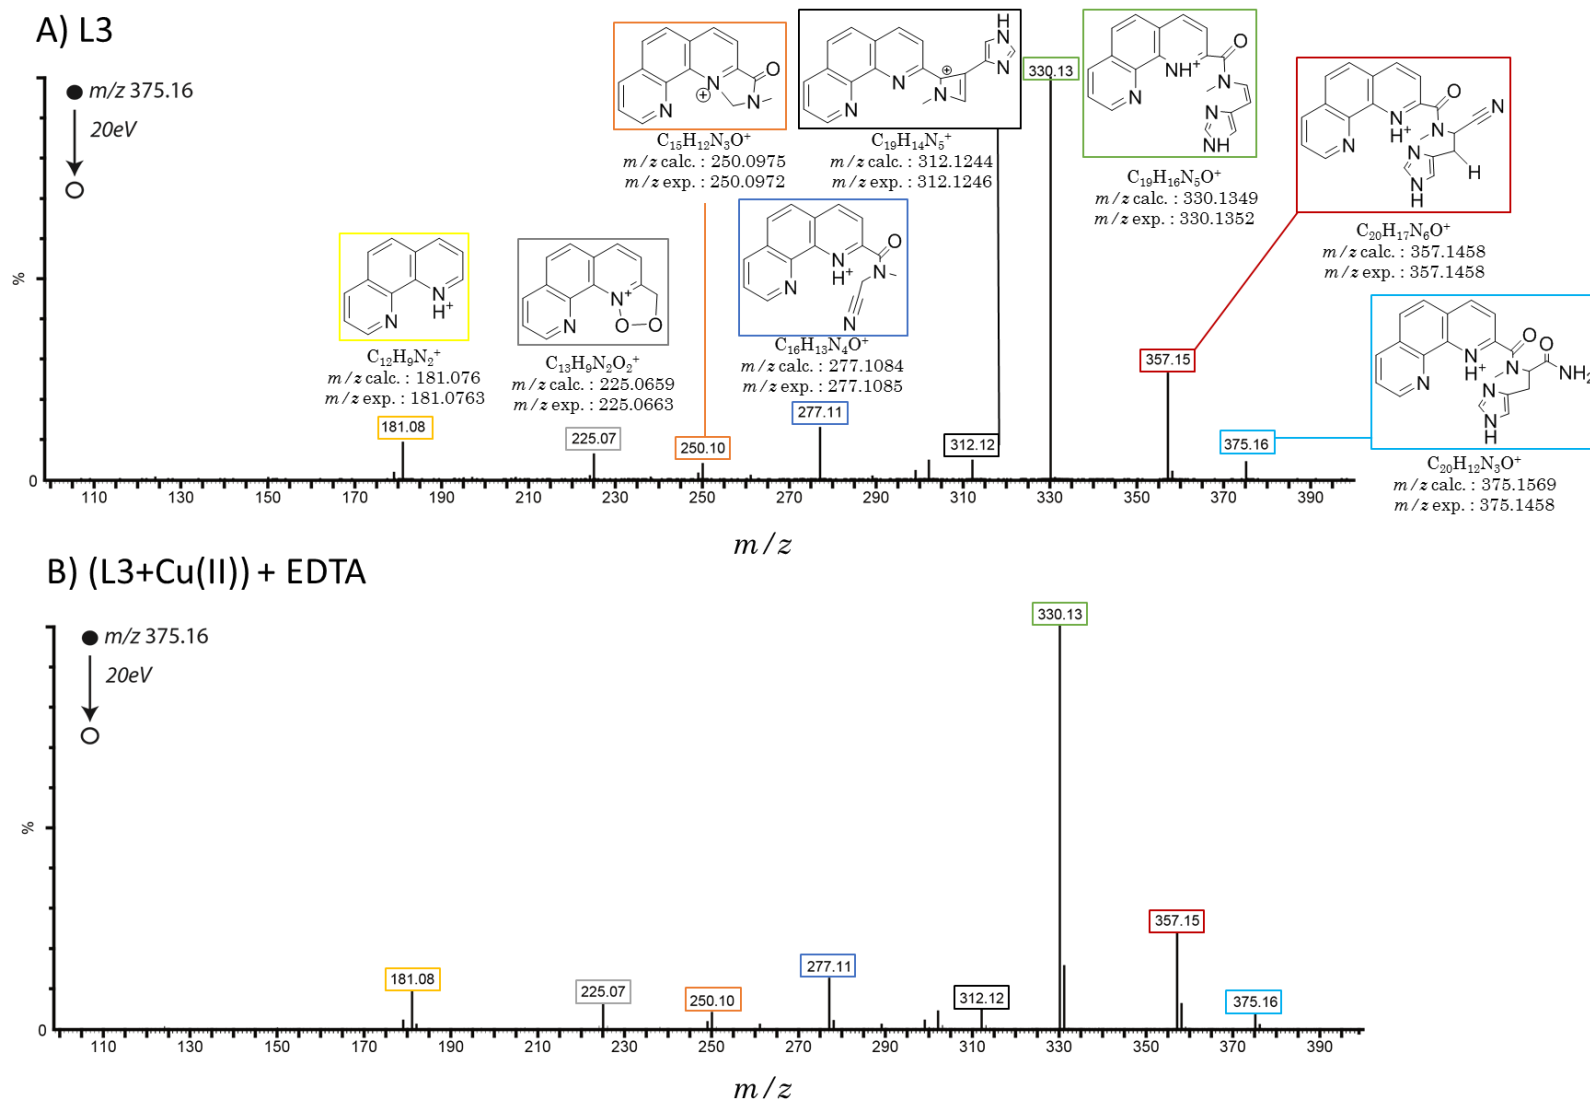 A) L3
m/z 375.16
20eV
%
0
C₁₅H₁₂N₃O⁺
m/z calc. : 250.0975
m/z exp. : 250.0972
C₁₉H₁₄N₅⁺
m/z calc. : 312.1244
m/z exp. : 312.1246
C₁₉H₁₆N₅O⁺
m/z calc. : 330.1349
m/z exp. : 330.1352
C₂₀H₁₇N₆O⁺
m/z calc. : 357.1458
m/z exp. : 357.1458
C₁₂H₉N₂⁺
m/z calc. : 181.076
m/z exp. : 181.0763
C₁₃H₉N₂O₂⁺
m/z calc. : 225.0659
m/z exp. : 225.0663
C₁₆H₁₃N₄O⁺
m/z calc. : 277.1084
m/z exp. : 277.1085
C₂₀H₁₂N₃O⁺
m/z calc. : 375.1569
m/z exp. : 375.1458
181.08
225.07
250.10
277.11
312.12
330.13
357.15
375.16
110 130 150 170 190 210 230 250 270 290 310 330 350 370 390
m/z
B) (L3+Cu(II)) + EDTA
m/z 375.16
20eV
%
0
181.08
225.07
250.10
277.11
312.12
330.13
357.15
375.16
110 130 150 170 190 210 230 250 270 290 310 330 350 370 390
m/z